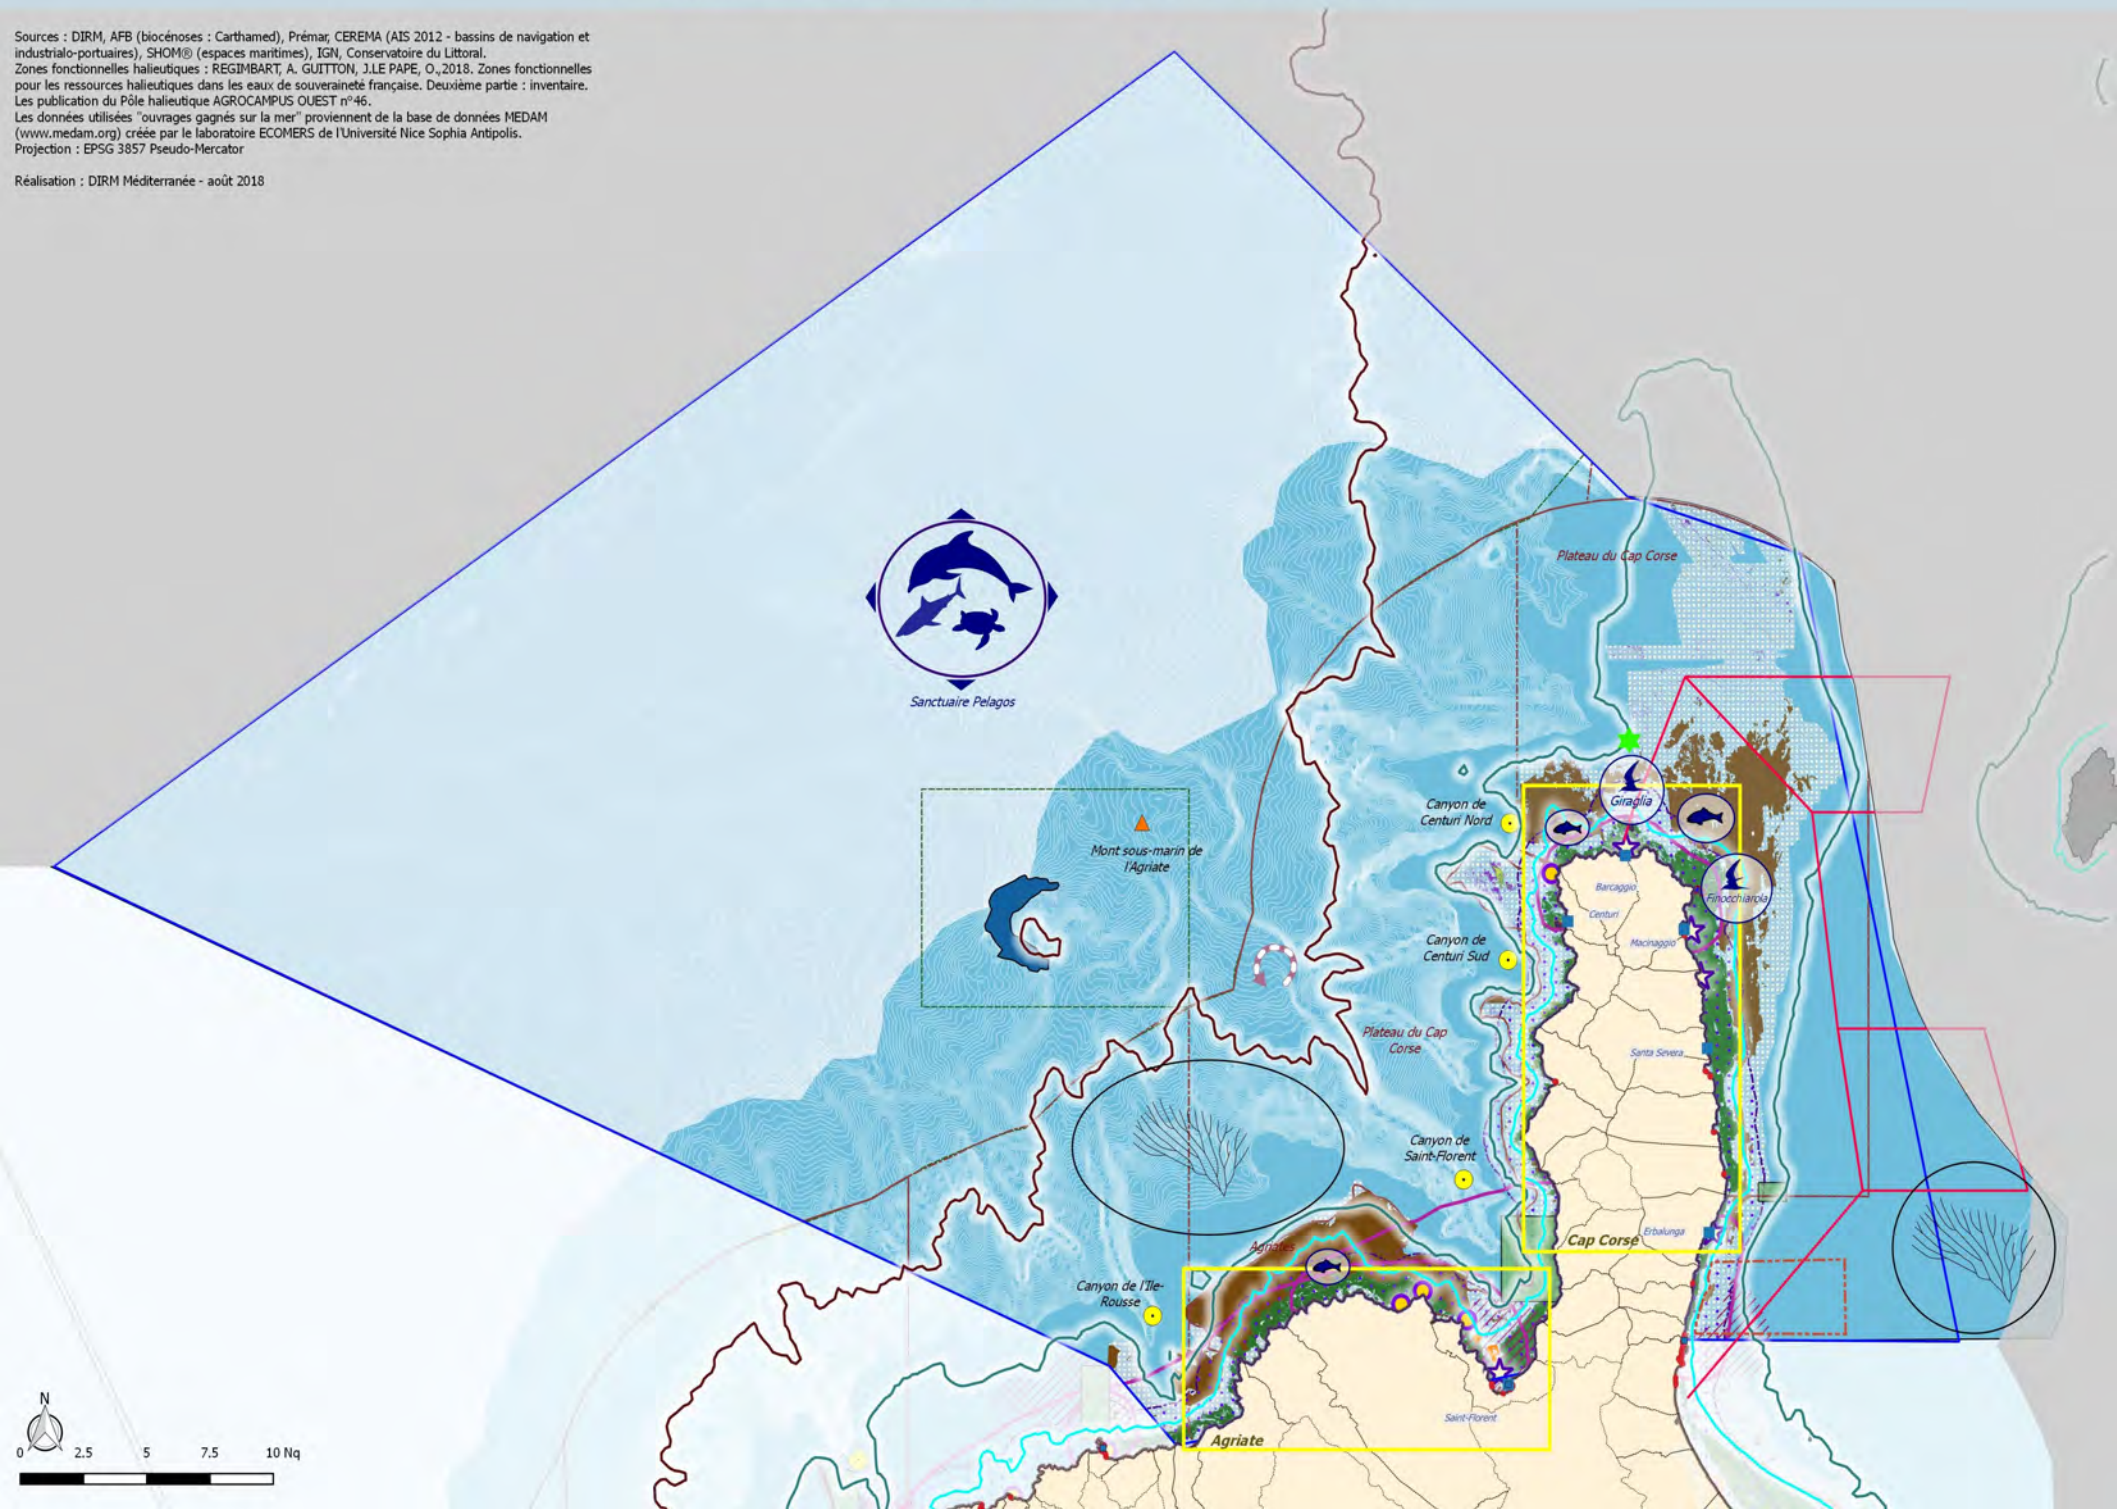 Sources : DIRM, AFB (biocénoses : Carthamed), Prémar, CEREMA (AIS 2012 - bassins de navigation et
industrialo-portuaires), SHOM® (espaces maritimes), IGN, Conservatoire du Littoral.
Zones fonctionnelles halieutiques : REGIMBART, A. GUITTON, J.LE PAPE, O.,2018. Zones fonctionnelles
pour les ressources halieutiques dans les eaux de souveraineté française. Deuxième partie : inventaire.
Les publication du Pôle halieutique AGROCAMPUS OUEST n°46.
Les données utilisées "ouvrages gagnés sur la mer" proviennent de la base de données MEDAM
(www.medam.org) créée par le laboratoire ECOMERS de l'Université Nice Sophia Antipolis.
Projection : EPSG 3857 Pseudo-Mercator
Réalisation : DIRM Méditerranée - août 2018
Plateau du Cap Corse
Sanctuaire Pelagos
Canyon de
Centuri Nord
Giraglia
Mont sous-marin de
l'Agriate
Barcaggio
Finocchiarola
Centuri
Macinaggio
Canyon de
Centuri Sud
Plateau du Cap
Corse
Santa Severa
Canyon de
Saint-Florent
Erbalunga
Cap Corse
Agriates
Canyon de l'Ile-
Rousse
Saint-Florent
Agriate
N
0 2.5 5 7.5 10 Nq